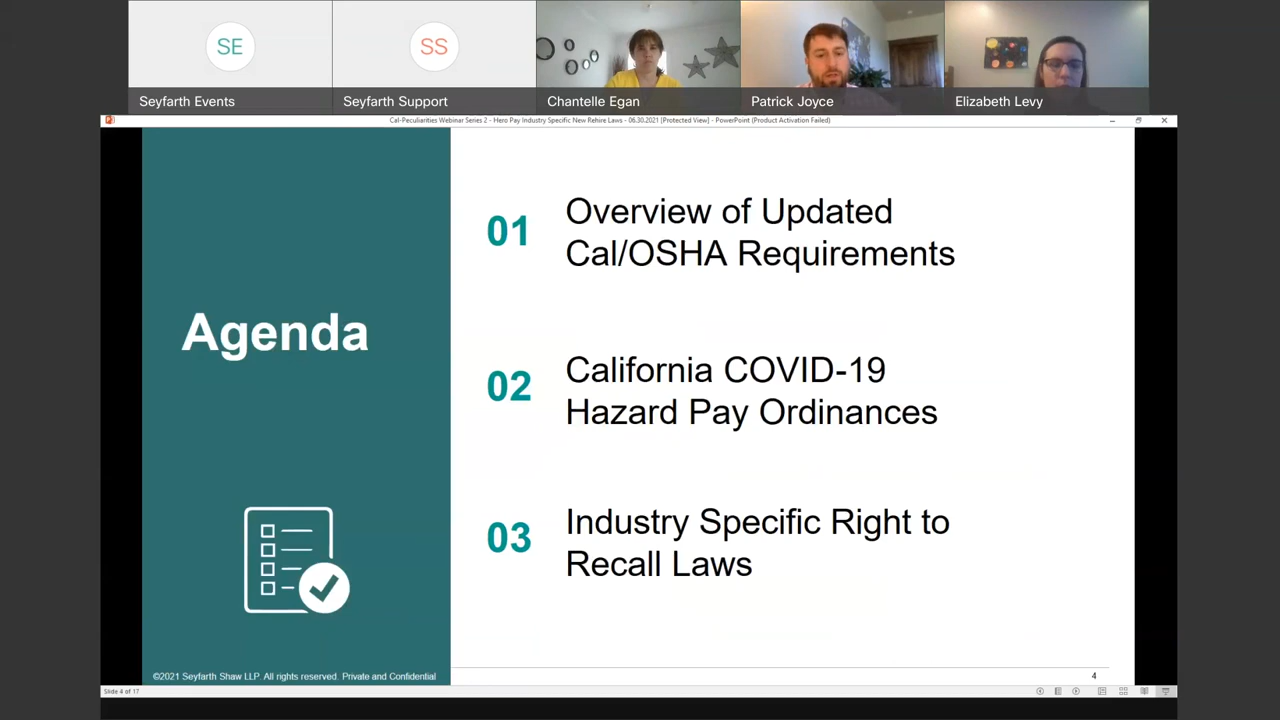 SE
SS
Seyfarth Events
Seyfarth Support
Chantelle Egan
Patrick Joyce
Elizabeth Levy
Cal-Peculiarities Webinar Series 2 - Hero Pay Industry Specific New Rehire Laws - 06.30.2021 [Protected View] - PowerPoint (Product Activation Failed)
Agenda
01
Overview of Updated
Cal/OSHA Requirements
02
California COVID-19
Hazard Pay Ordinances
03
Industry Specific Right to
Recall Laws
©2021 Seyfarth Shaw LLP. All rights reserved. Private and Confidential
4
Slide 4 of 17